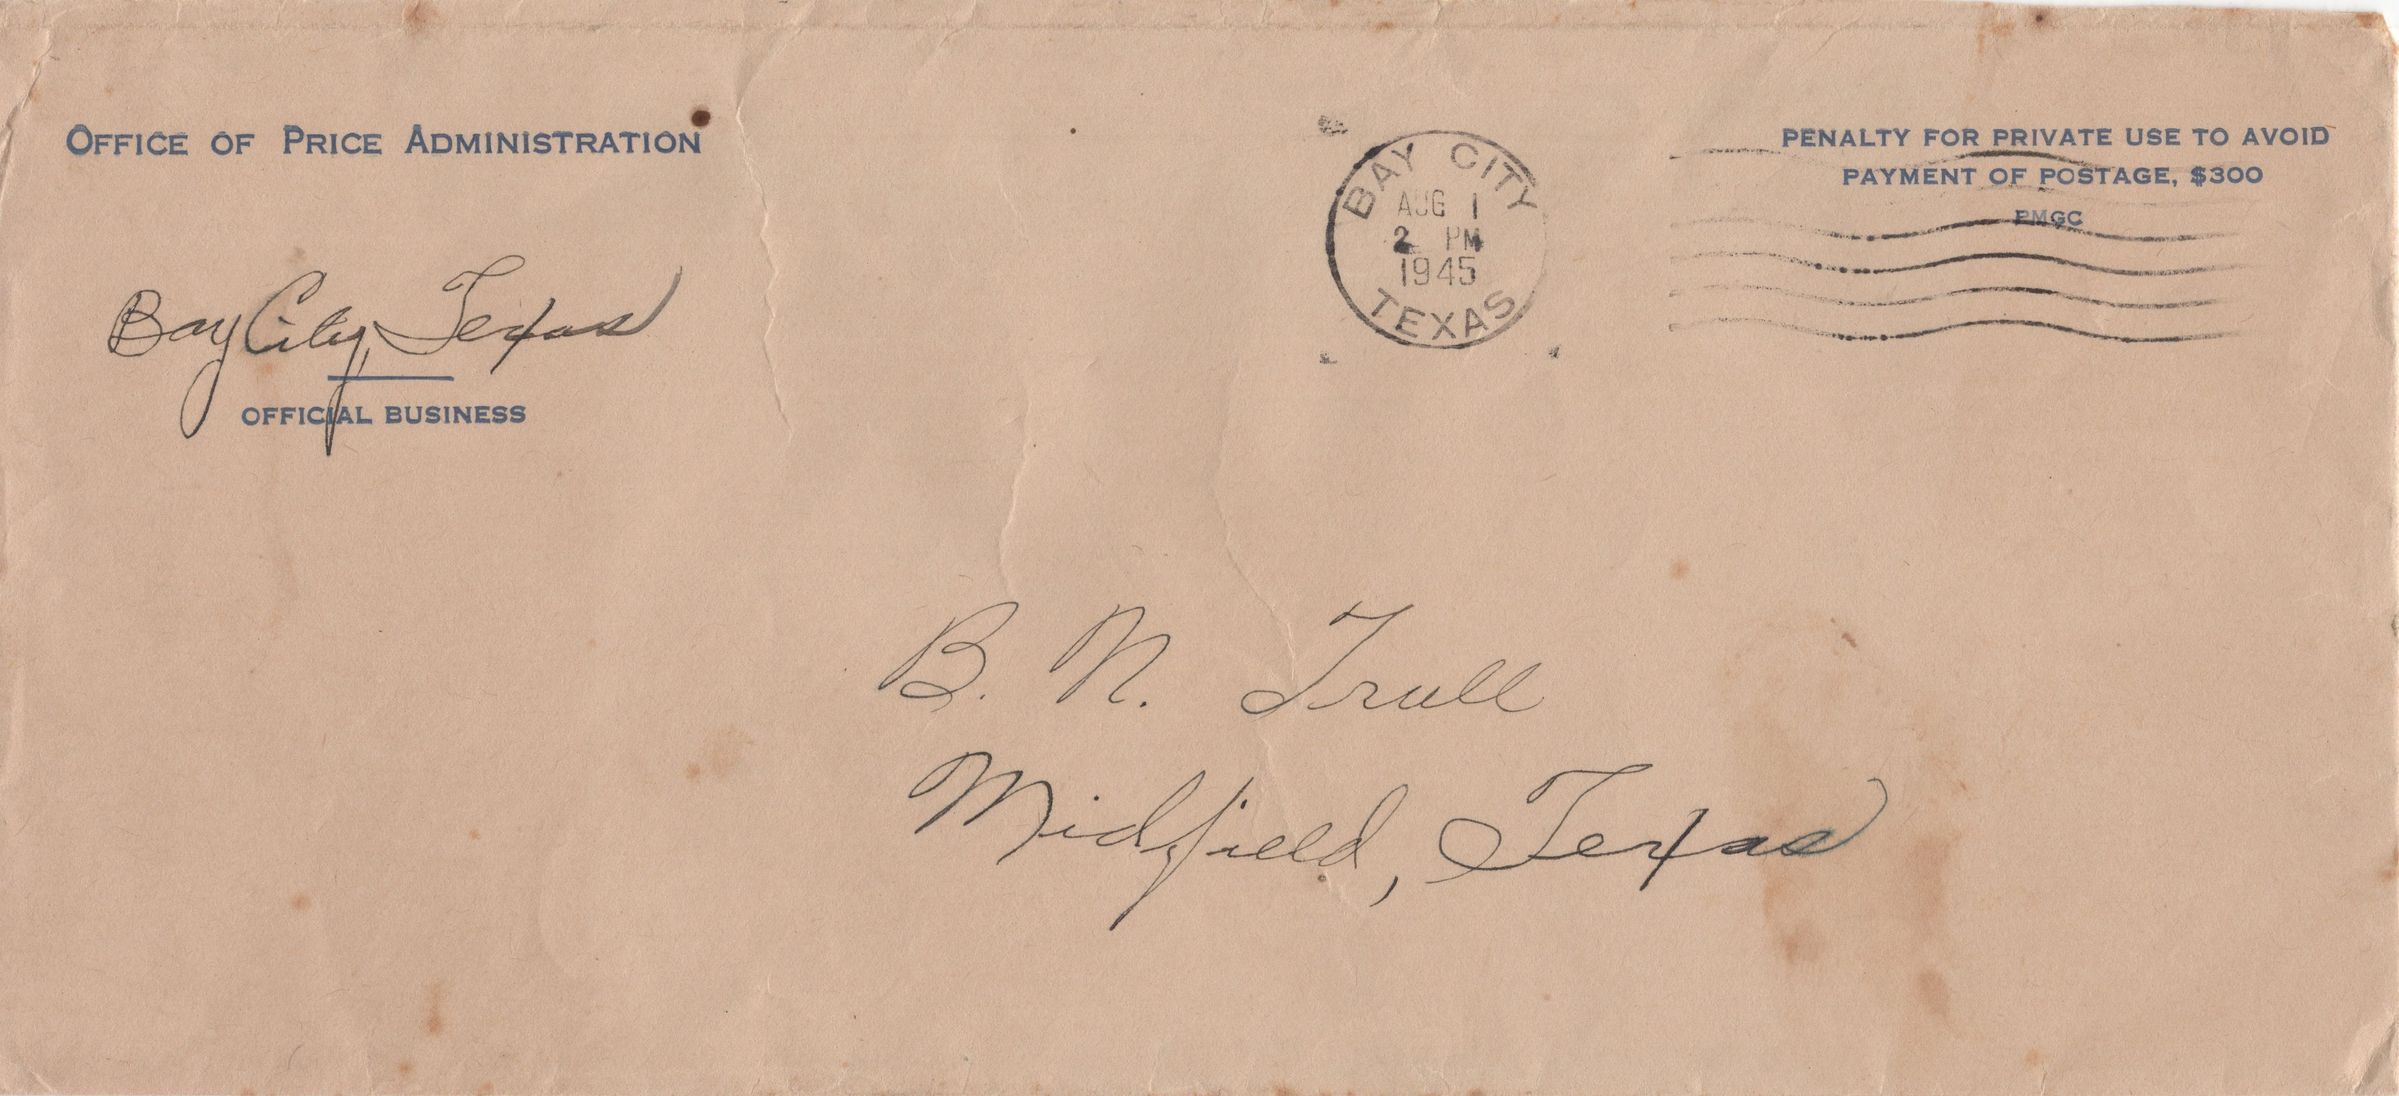 OFFICE OF PRICE ADMINISTRATION
Bay City, Texas
OFFICIAL BUSINESS
BAY CITY
AUG 1
2 PM
1945
TEXAS
PENALTY FOR PRIVATE USE TO AVOID
PAYMENT OF POSTAGE, $300
PMGC
B. N. Trull
Midfield, Texas